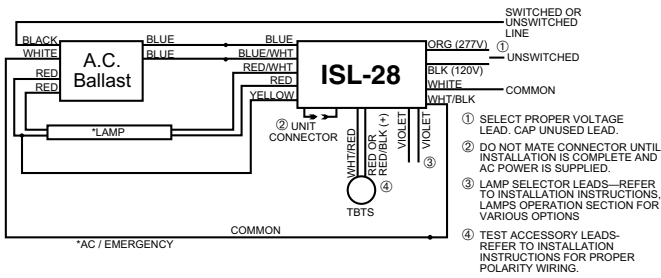 SWITCHED OR
UNSWITCHED
LINE
BLACK
BLUE
BLUE
ORG (277V) ①
WHITE
BLUE
BLUE/WHT
UNSWITCHED
A.C.
Ballast
ISL-28
RED/WHT
BLK (120V)
RED
RED
WHITE
COMMON
RED
YELLOW
WHT/BLK
*LAMP
② UNIT
CONNECTOR
WHT/RED
RED OR
RED/BLK (+)
VIOLET
VIOLET
③
④
TBTS
COMMON
*AC / EMERGENCY
① SELECT PROPER VOLTAGE
LEAD. CAP UNUSED LEAD.
② DO NOT MATE CONNECTOR UNTIL
INSTALLATION IS COMPLETE AND
AC POWER IS SUPPLIED.
③ LAMP SELECTOR LEADS—REFER
TO INSTALLATION INSTRUCTIONS,
LAMPS OPERATION SECTION FOR
VARIOUS OPTIONS
④ TEST ACCESSORY LEADS-
REFER TO INSTALLATION
INSTRUCTIONS FOR PROPER
POLARITY WIRING.